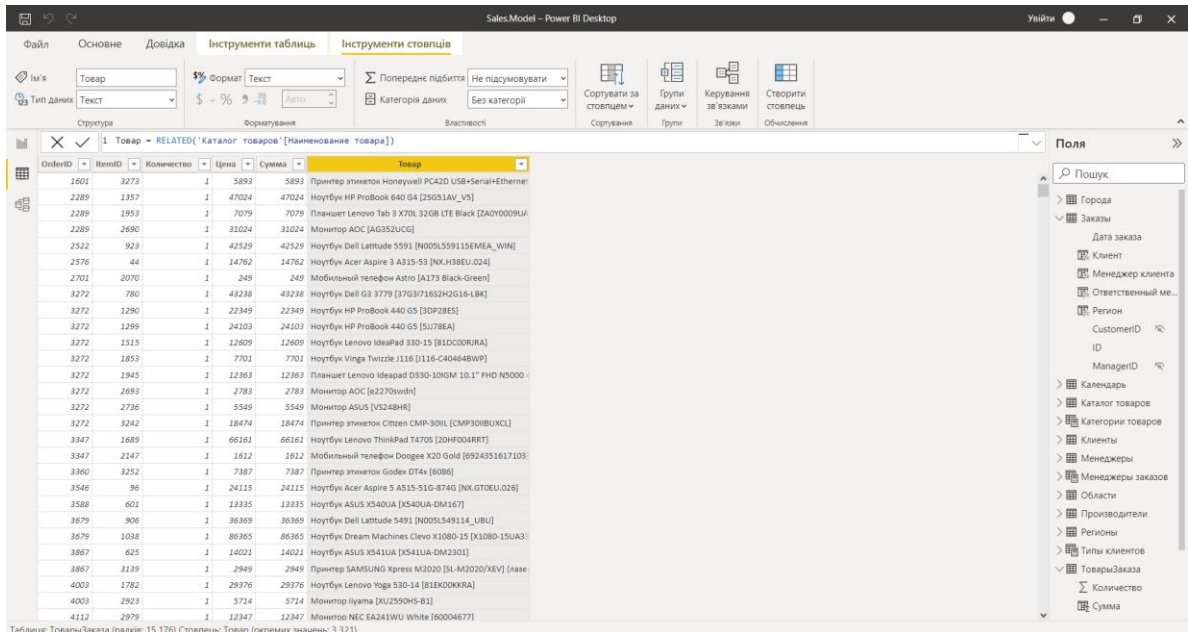 Sales.Model – Power BI Desktop
Увійти
Файл Основне Довідка Інструменти таблиць Інструменти стовпців
Ім'я Товар
$% Формат Текст
Попереднє підбиття Не підсумовувати
Тип даних Текст
$ % Авто
Категорія даних Без категорії
Сортувати за стовпцем
Групи даних
Керування зв'язками
Створити стовпець
Структура Форматування Властивості Сортування Групи Зв'язки Обчислення
1 Товар = RELATED('Каталог товаров'[Наименование товара])
OrderID ItemID Количество Цена Сумма Товар
1601 3273 1 5893 5893 Принтер этикеток Honeywell PC42D USB+Serial+Ethernet
2289 1357 1 47024 47024 Ноутбук HP ProBook 640 G4 [2SG51AV_V5]
2289 1953 1 7079 7079 Планшет Lenovo Tab 3 X70L 32GB LTE Black [ZA0Y0009UA
2289 2690 1 31024 31024 Монитор AOC [AG352UCG]
2522 923 1 42529 42529 Ноутбук Dell Latitude 5591 [N005L559115EMEA_WIN]
2576 44 1 14762 14762 Ноутбук Acer Aspire 3 A315-53 [NX.H38EU.024]
2701 2070 1 249 249 Мобильный телефон Astro [A173 Black-Green]
3272 780 1 43238 43238 Ноутбук Dell G3 3779 [37G3i716S2H2G16-LBK]
3272 1290 1 22349 22349 Ноутбук HP ProBook 440 G5 [3DP28ES]
3272 1299 1 24103 24103 Ноутбук HP ProBook 440 G5 [5JJ78EA]
3272 1515 1 12609 12609 Ноутбук Lenovo IdeaPad 330-15 [81DC00RJRA]
3272 1853 1 7701 7701 Ноутбук Vinga Twizzle J116 [J116-C40464BWP]
3272 1945 1 12363 12363 Планшет Lenovo Ideapad D330-10IGM 10.1" FHD N5000
3272 2693 1 2783 2783 Монитор AOC [e2270swdn]
3272 2736 1 5549 5549 Монитор ASUS [VS248HR]
3272 3242 1 18474 18474 Принтер этикеток Citizen CMP-30IIL [CMP30IIBUXCL]
3347 1689 1 66161 66161 Ноутбук Lenovo ThinkPad T470S [20HF004RRT]
3347 2147 1 1612 1612 Мобильный телефон Doogee X20 Gold [6924351617103]
3360 3252 1 7387 7387 Принтер этикеток Godex DT4x [6086]
3546 96 1 24115 24115 Ноутбук Acer Aspire 5 A515-51G-874G [NX.GT0EU.026]
3588 601 1 13335 13335 Ноутбук ASUS X540UA [X540UA-DM167]
3679 906 1 36369 36369 Ноутбук Dell Latitude 5491 [N005L549114_UBU]
3679 1038 1 86365 86365 Ноутбук Dream Machines Clevo X1080-15 [X1080-15UA33
3867 625 1 14021 14021 Ноутбук ASUS X541UA [X541UA-DM2301]
3867 3139 1 2949 2949 Принтер SAMSUNG Xpress M2020 [SL-M2020/XEV] [лазе
4003 1782 1 29376 29376 Ноутбук Lenovo Yoga 530-14 [81EK00KKRA]
4003 2923 1 5714 5714 Монитор Iiyama [XU2590HS-B1]
4112 2979 1 12347 12347 Монитор NEC EA241WU White [60004677]
Таблиця: ТоварыЗаказа (рядків: 15 176) Стовпець: Товар (окремих значень: 3 321)
Поля
Пошук
Города
Заказы
Дата заказа
Клиент
Менеджер клиента
Ответственный ме...
Регион
CustomerID
ID
ManagerID
Календарь
Каталог товаров
Категории товаров
Клиенты
Менеджеры
Менеджеры заказов
Области
Производители
Регионы
Типы клиентов
ТоварыЗаказа
Количество
Сумма